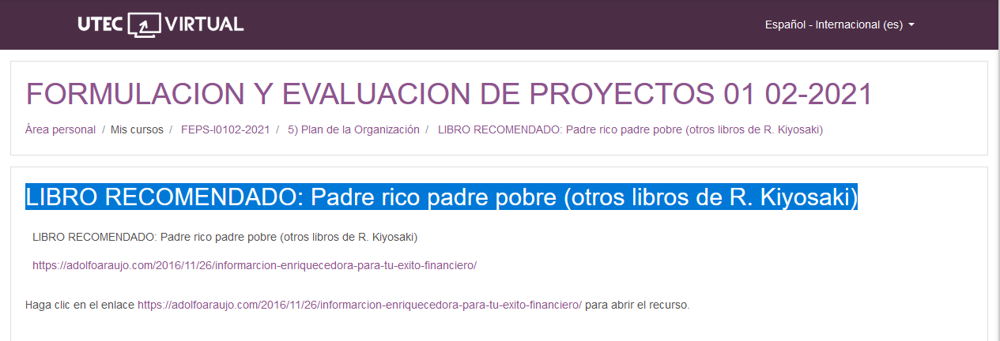 UTEC VIRTUAL
Español - Internacional (es)
FORMULACION Y EVALUACION DE PROYECTOS 01 02-2021
Área personal / Mis cursos / FEPS-I0102-2021 / 5) Plan de la Organización / LIBRO RECOMENDADO: Padre rico padre pobre (otros libros de R. Kiyosaki)
LIBRO RECOMENDADO: Padre rico padre pobre (otros libros de R. Kiyosaki)
LIBRO RECOMENDADO: Padre rico padre pobre (otros libros de R. Kiyosaki)
https://adolfoaraujo.com/2016/11/26/informarcion-enriquecedora-para-tu-exito-financiero/
Haga clic en el enlace https://adolfoaraujo.com/2016/11/26/informarcion-enriquecedora-para-tu-exito-financiero/ para abrir el recurso.